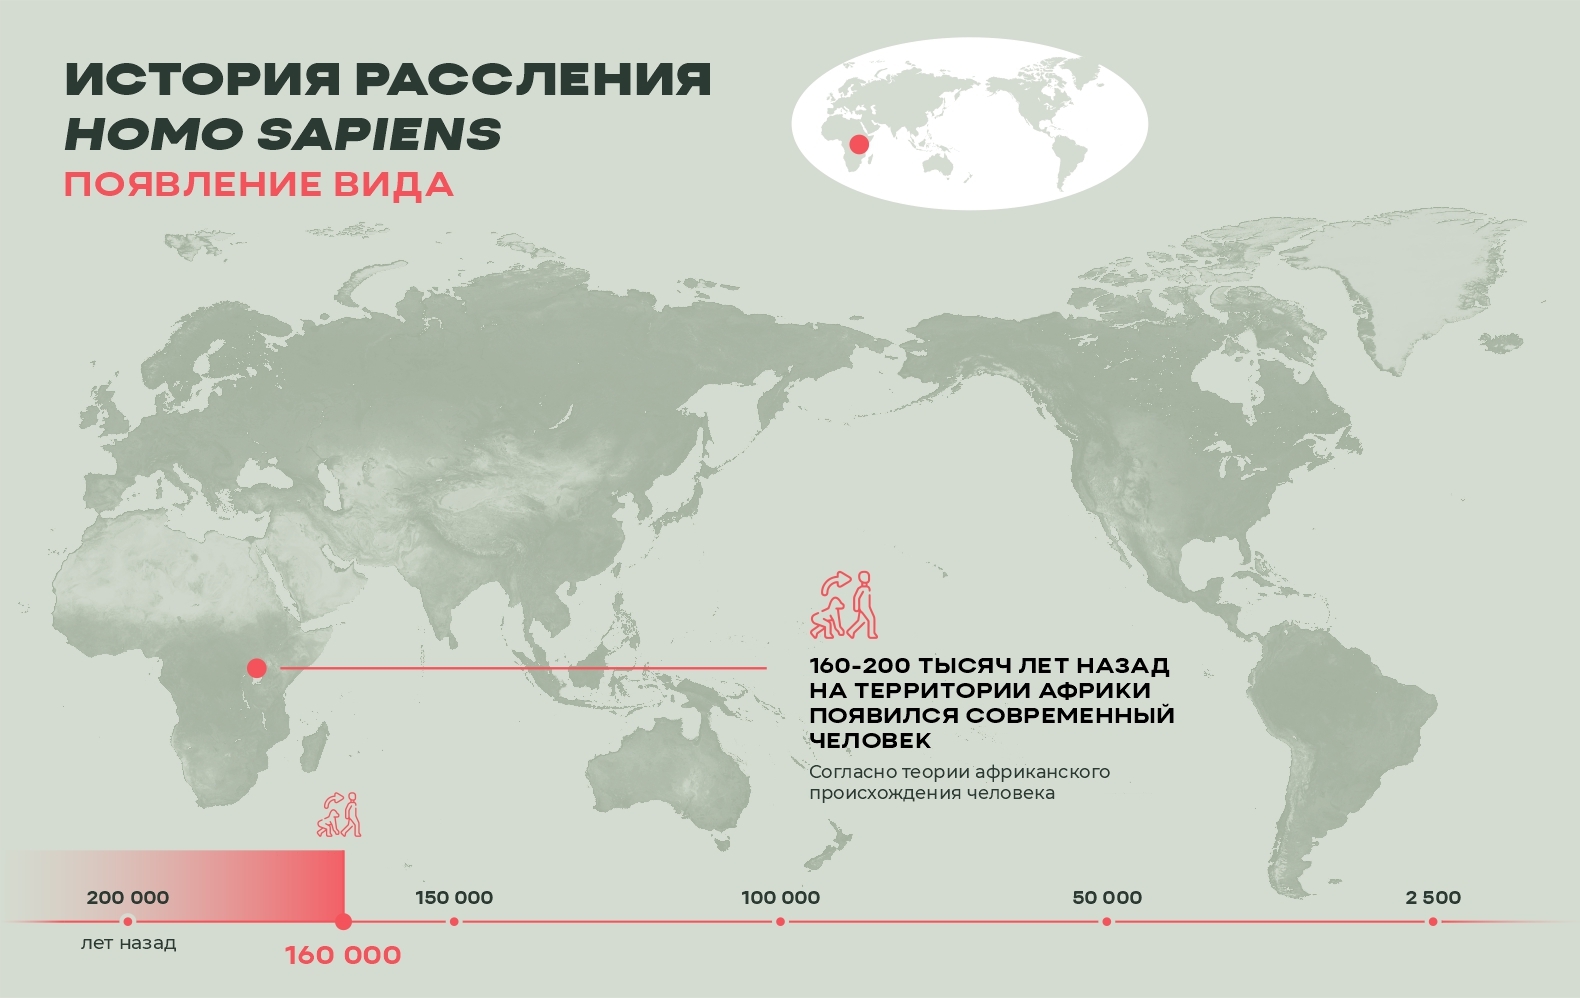 ИСТОРИЯ РАССЛЕНИЯ
HOMO SAPIENS
ПОЯВЛЕНИЕ ВИДА
160-200 ТЫСЯЧ ЛЕТ НАЗАД
НА ТЕРРИТОРИИ АФРИКИ
ПОЯВИЛСЯ СОВРЕМЕННЫЙ
ЧЕЛОВЕК
Согласно теории африканского
происхождения человека
200 000
150 000
100 000
50 000
2 500
лет назад
160 000